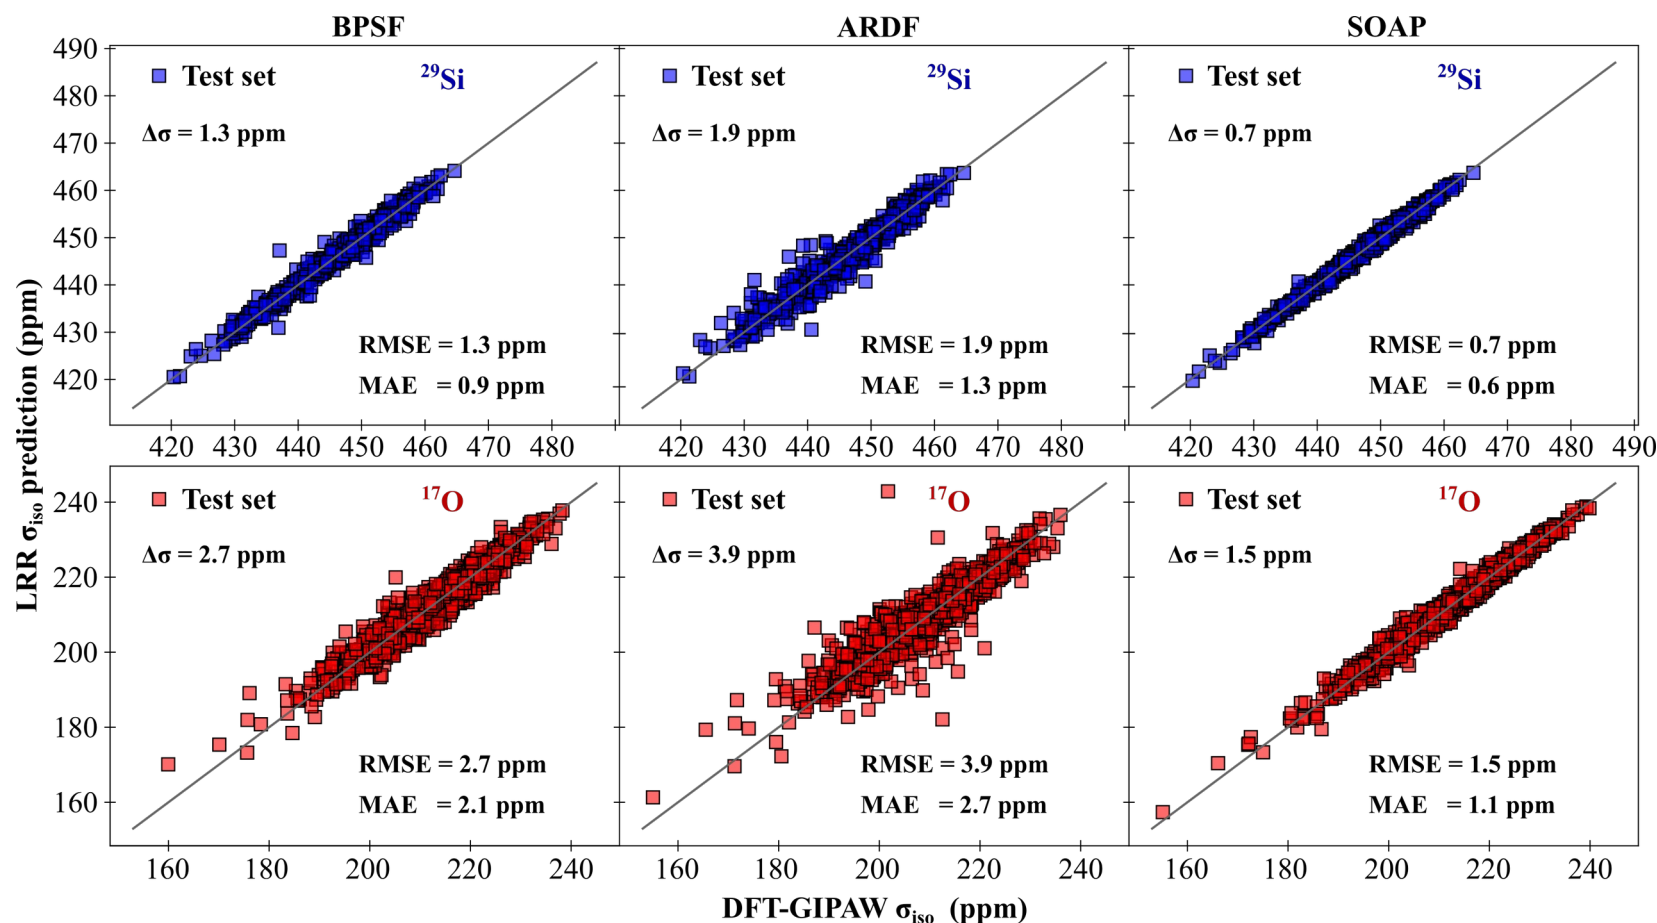 BPSF ARDF SOAP
490
480
470
460
450
440
430
420
Test set ²⁹Si
Δσ = 1.3 ppm
RMSE = 1.3 ppm
MAE = 0.9 ppm
420 430 440 450 460 470 480
Test set ²⁹Si
Δσ = 1.9 ppm
RMSE = 1.9 ppm
MAE = 1.3 ppm
420 430 440 450 460 470 480
Test set ²⁹Si
Δσ = 0.7 ppm
RMSE = 0.7 ppm
MAE = 0.6 ppm
420 430 440 450 460 470 480 490
LRR σiso prediction (ppm)
240
220
200
180
160
Test set ¹⁷O
Δσ = 2.7 ppm
RMSE = 2.7 ppm
MAE = 2.1 ppm
160 180 200 220 240
Test set ¹⁷O
Δσ = 3.9 ppm
RMSE = 3.9 ppm
MAE = 2.7 ppm
160 180 200 220 240
Test set ¹⁷O
Δσ = 1.5 ppm
RMSE = 1.5 ppm
MAE = 1.1 ppm
160 180 200 220 240
DFT-GIPAW σiso (ppm)